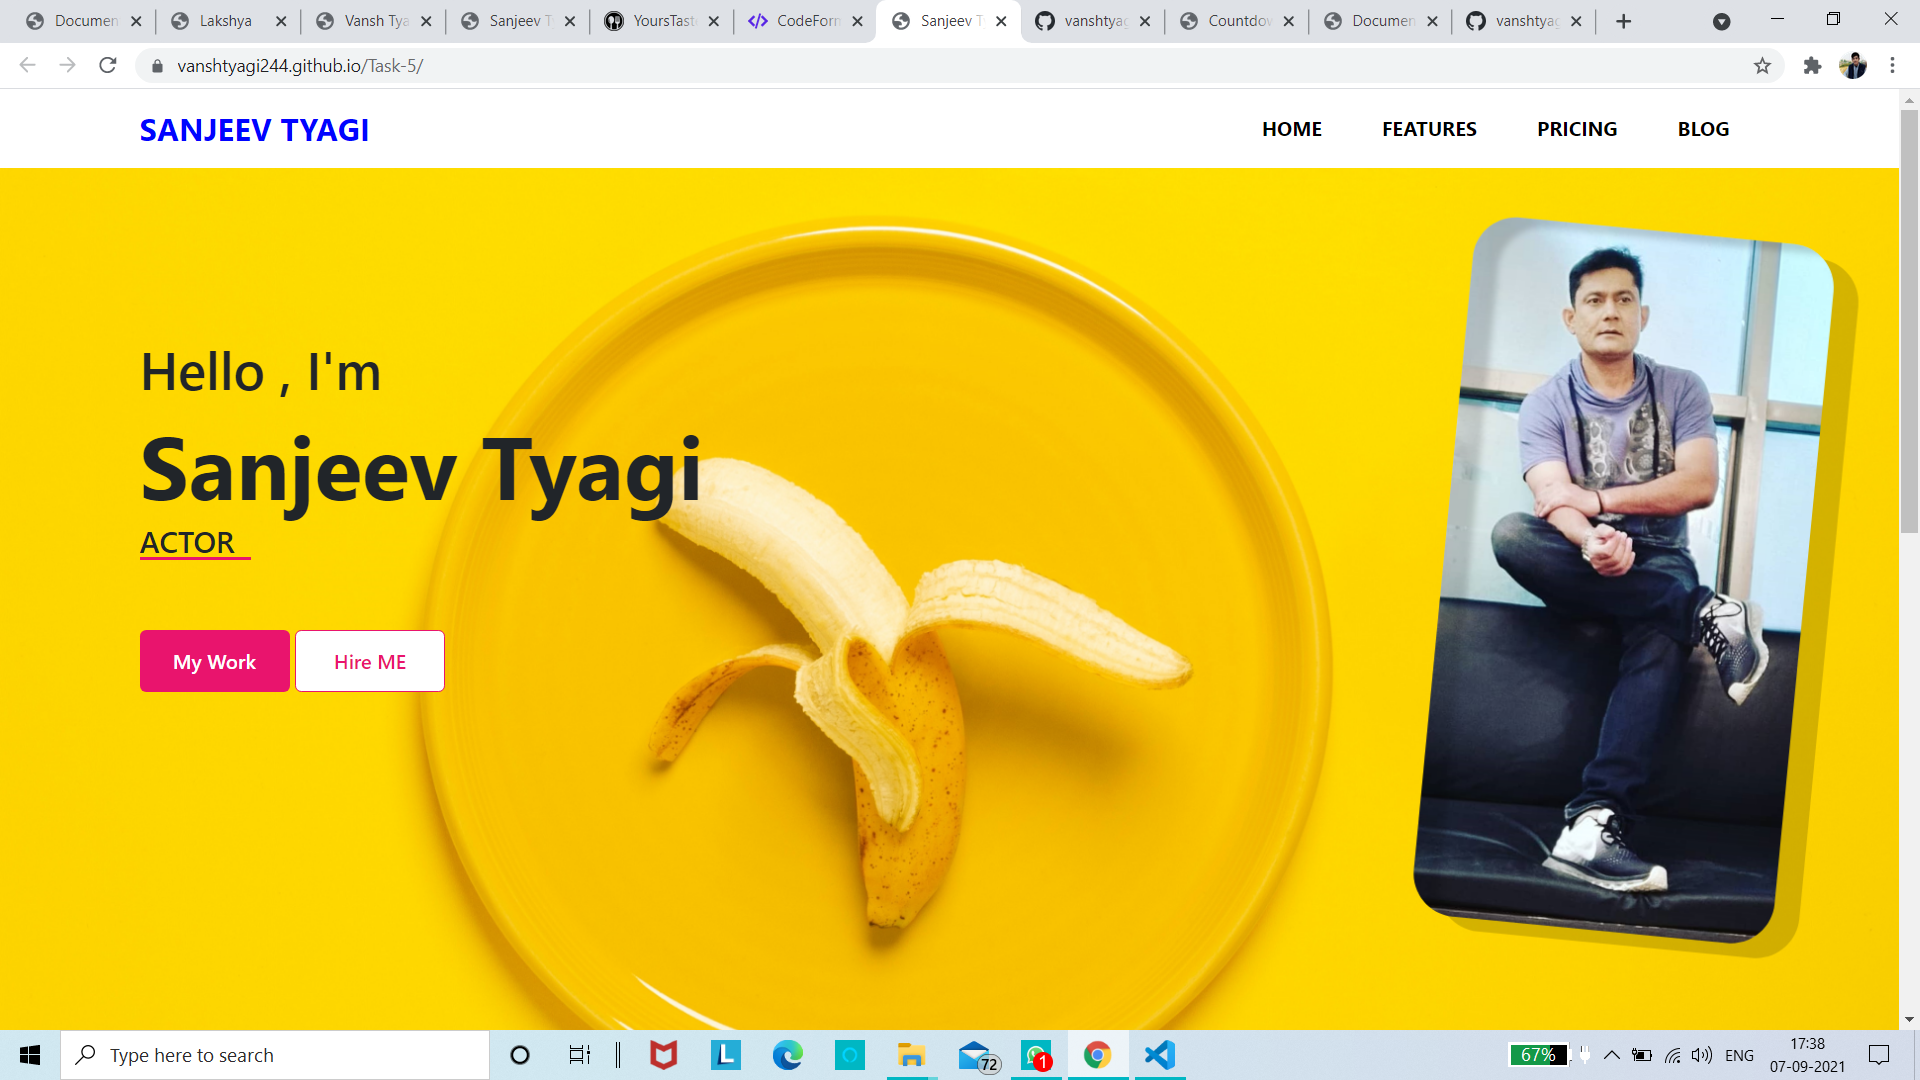 Documen
Lakshya
Vansh Tya
Sanjeev T
YoursTast
CodeForn
Sanjeev T
vanshtyag
Countdov
Documen
vanshtyag
vanshtyagi244.github.io/Task-5/
SANJEEV TYAGI
HOME
FEATURES
PRICING
BLOG
Hello , I'm
Sanjeev Tyagi
ACTOR
My Work
Hire ME
Type here to search
L
72
1
67%
ENG
17:38
07-09-2021